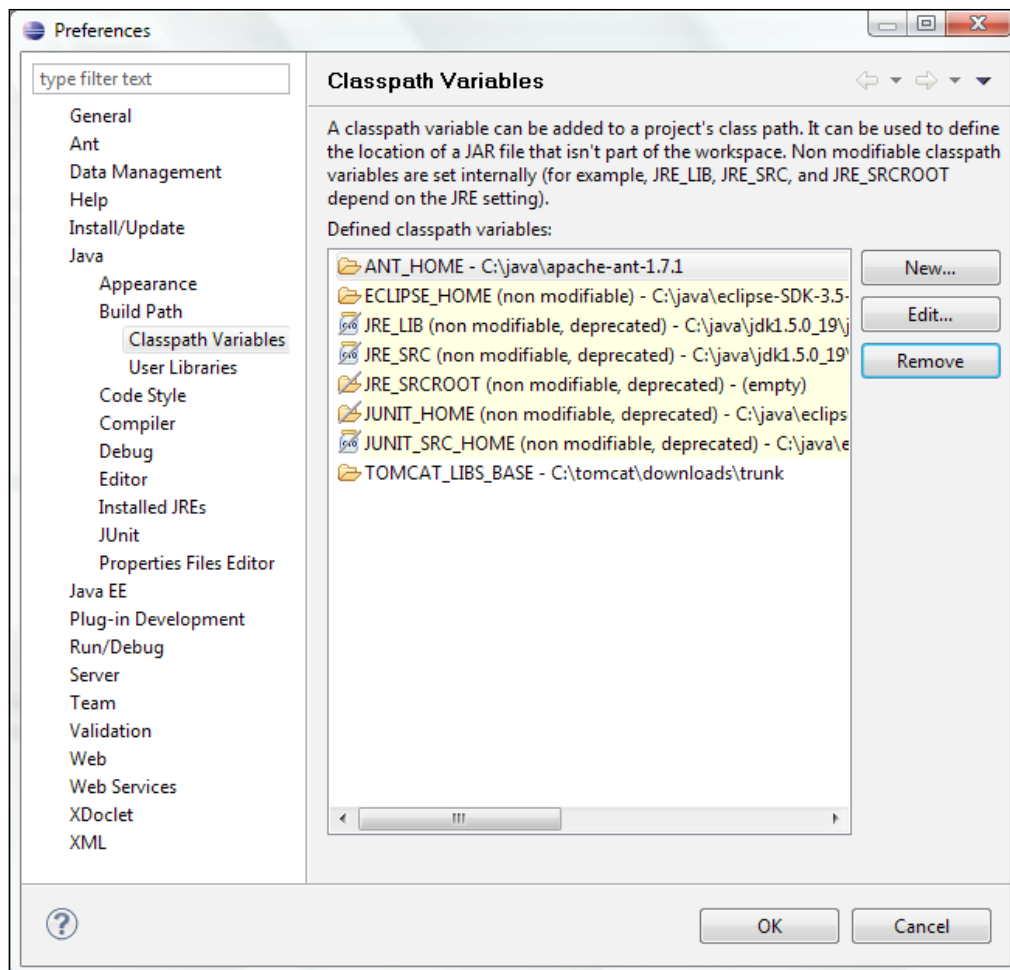 Preferences
type filter text
General
Ant
Data Management
Help
Install/Update
Java
Appearance
Build Path
Classpath Variables
User Libraries
Code Style
Compiler
Debug
Editor
Installed JREs
JUnit
Properties Files Editor
Java EE
Plug-in Development
Run/Debug
Server
Team
Validation
Web
Web Services
XDoclet
XML
Classpath Variables
A classpath variable can be added to a project's class path. It can be used to define
the location of a JAR file that isn't part of the workspace. Non modifiable classpath
variables are set internally (for example, JRE_LIB, JRE_SRC, and JRE_SRCROOT
depend on the JRE setting).
Defined classpath variables:
ANT_HOME - C:\java\apache-ant-1.7.1
ECLIPSE_HOME (non modifiable) - C:\java\eclipse-SDK-3.5-
JRE_LIB (non modifiable, deprecated) - C:\java\jdk1.5.0_19\j
JRE_SRC (non modifiable, deprecated) - C:\java\jdk1.5.0_19\
JRE_SRCROOT (non modifiable, deprecated) - (empty)
JUNIT_HOME (non modifiable, deprecated) - C:\java\eclips
JUNIT_SRC_HOME (non modifiable, deprecated) - C:\java\e
TOMCAT_LIBS_BASE - C:\tomcat\downloads\trunk
New...
Edit...
Remove
OK
Cancel